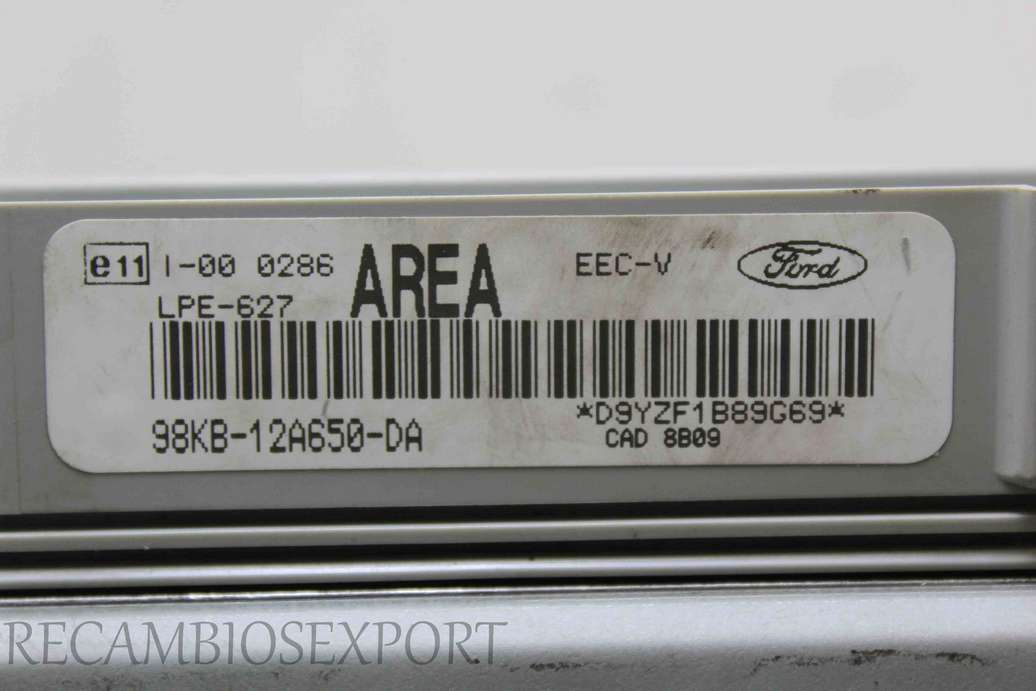 e11 I-00 0286 AREA EEC-V Ford
LPE-627
*D9YZF1B89G69*
98KB-12A650-DA CAD 8B09
RECAMBIOSEXPORT